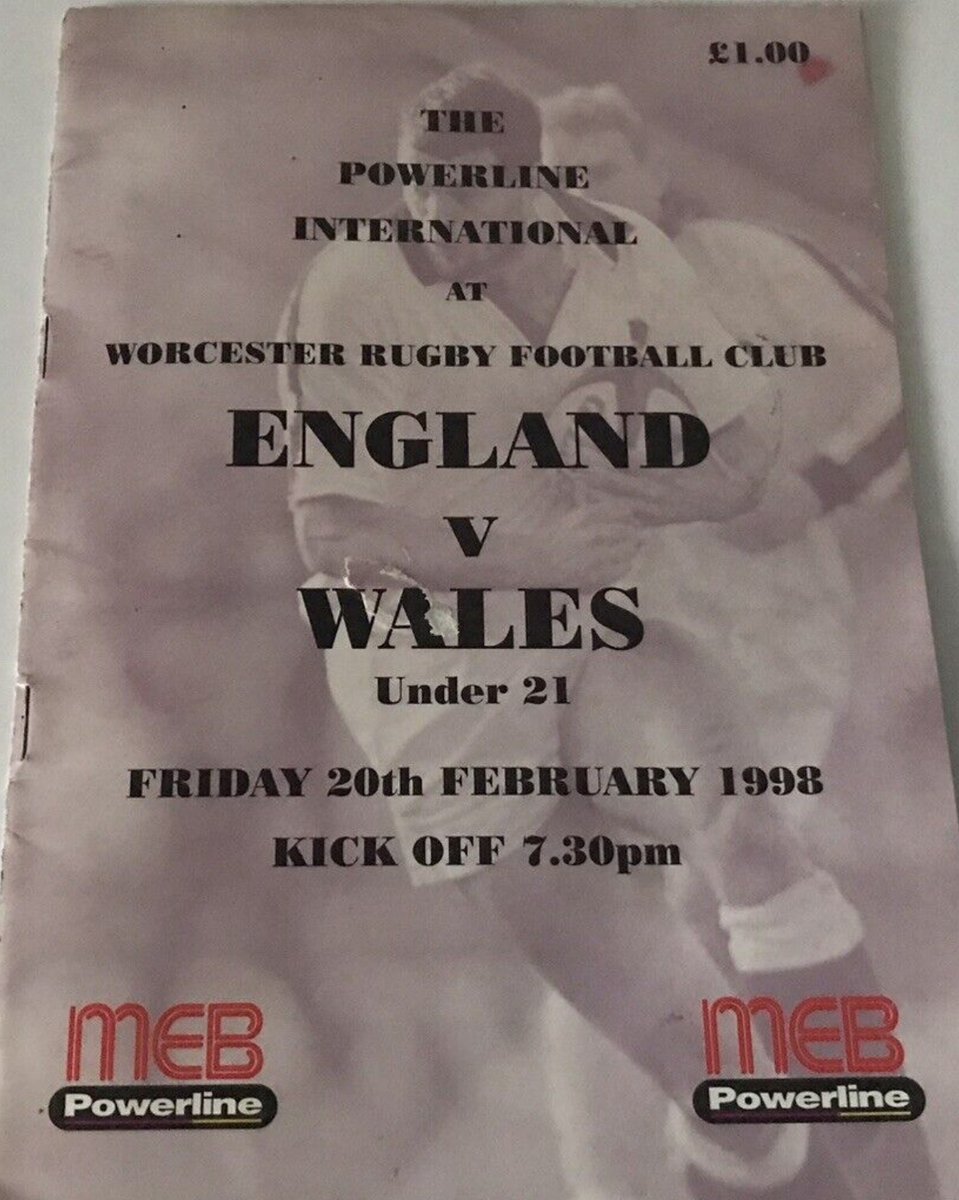 £1.00
THE
POWERLINE
INTERNATIONAL
AT
WORCESTER RUGBY FOOTBALL CLUB
ENGLAND
V
WALES
Under 21
FRIDAY 20th FEBRUARY 1998
KICK OFF 7.30pm
MEB
Powerline
MEB
Powerline